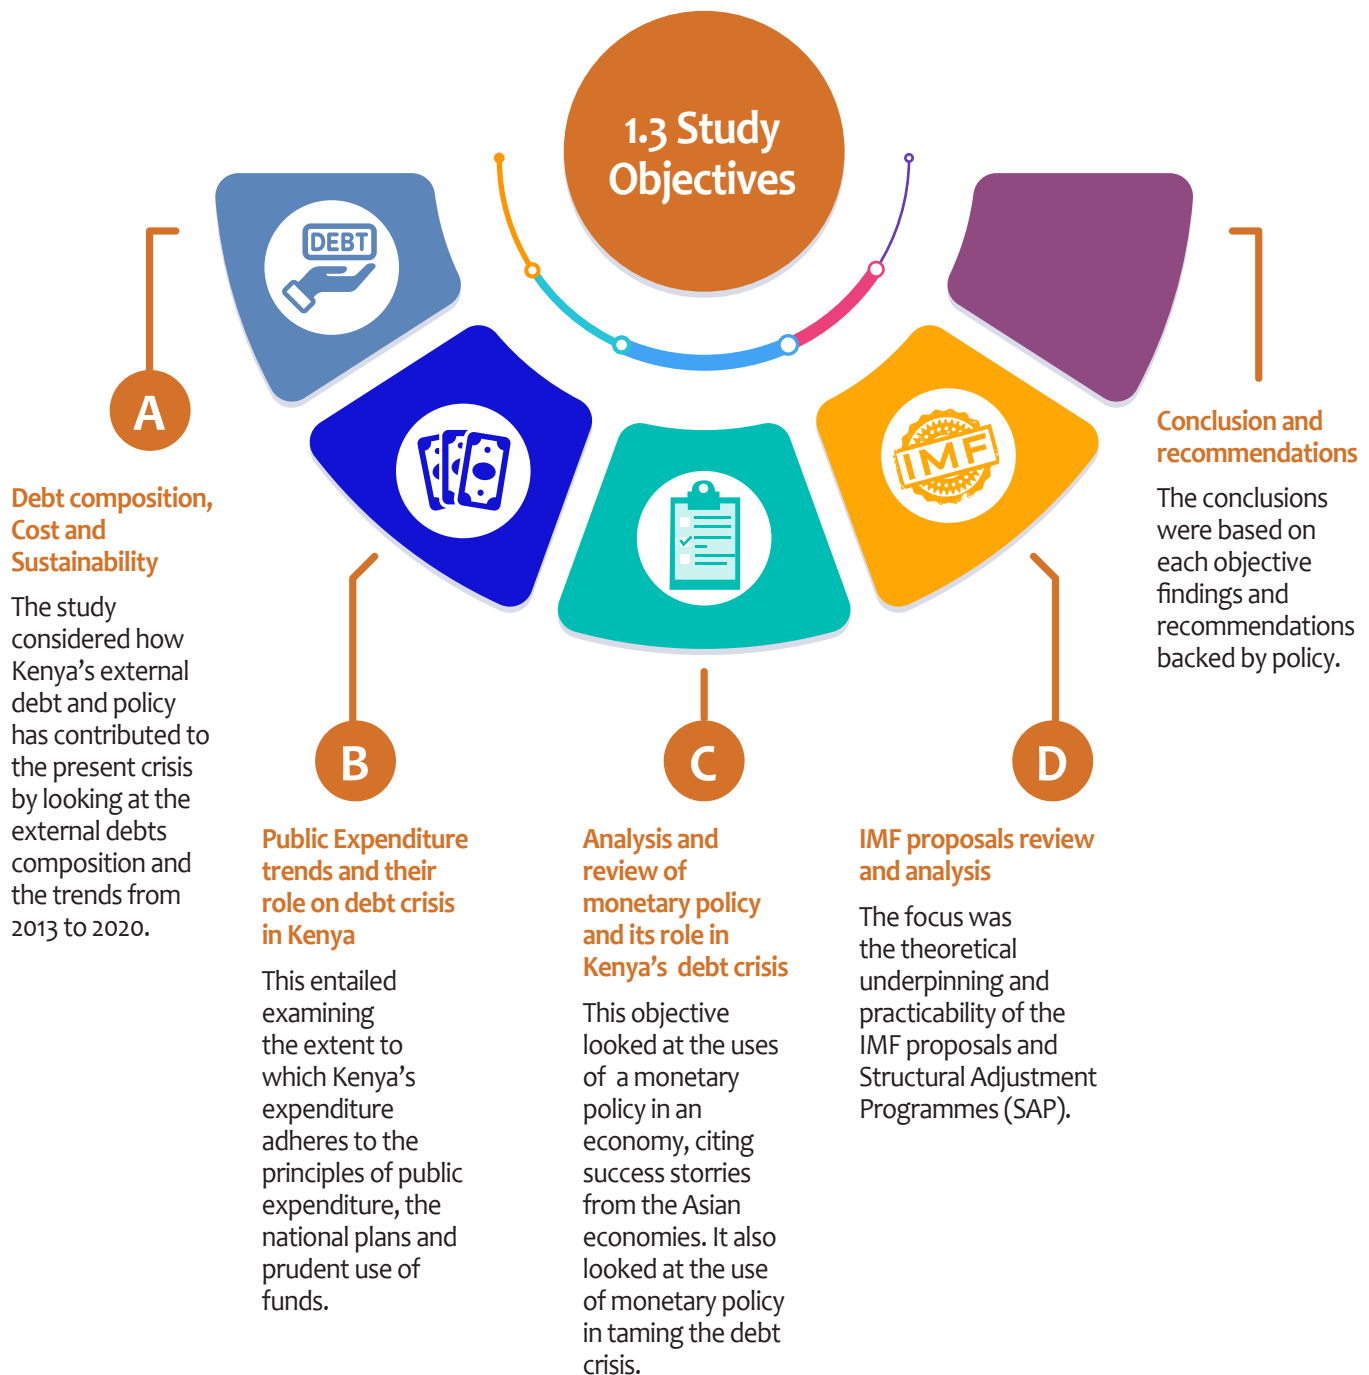 1.3 Study
Objectives
DEBT
IMF
A
Debt composition,
Cost and
Sustainability
The study
considered how
Kenya’s external
debt and policy
has contributed to
the present crisis
by looking at the
external debts
composition and
the trends from
2013 to 2020.
B
Public Expenditure
trends and their
role on debt crisis
in Kenya
This entailed
examining
the extent to
which Kenya’s
expenditure
adheres to the
principles of public
expenditure, the
national plans and
prudent use of
funds.
C
Analysis and
review of
monetary policy
and its role in
Kenya’s  debt crisis
This objective
looked at the uses
of  a monetary
policy in an
economy, citing
success storries
from the Asian
economies. It also
looked at the use
of monetary policy
in taming the debt
crisis.
D
IMF proposals review
and analysis
The focus was
the theoretical
underpinning and
practicability of the
IMF proposals and
Structural Adjustment
Programmes (SAP).
Conclusion and
recommendations
The conclusions
were based on
each objective
findings and
recommendations
backed by policy.